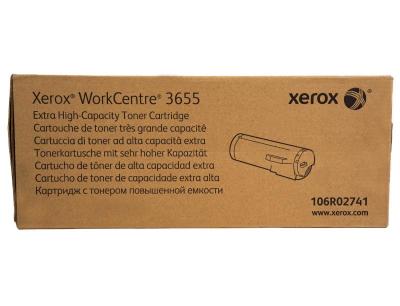 Xerox® WorkCentre® 3655
xerox
Extra High-Capacity Toner Cartridge
Cartouche de toner très grande capacité
Cartuccia di toner ad alta capacità extra
Tonerkartusche mit sehr hoher Kapazität
Cartucho de toner de alta capacidad extra
Cartucho de toner de capacidade extra alta
Картридж с тонером повышенной емкости
106R02741
www.xerox.com